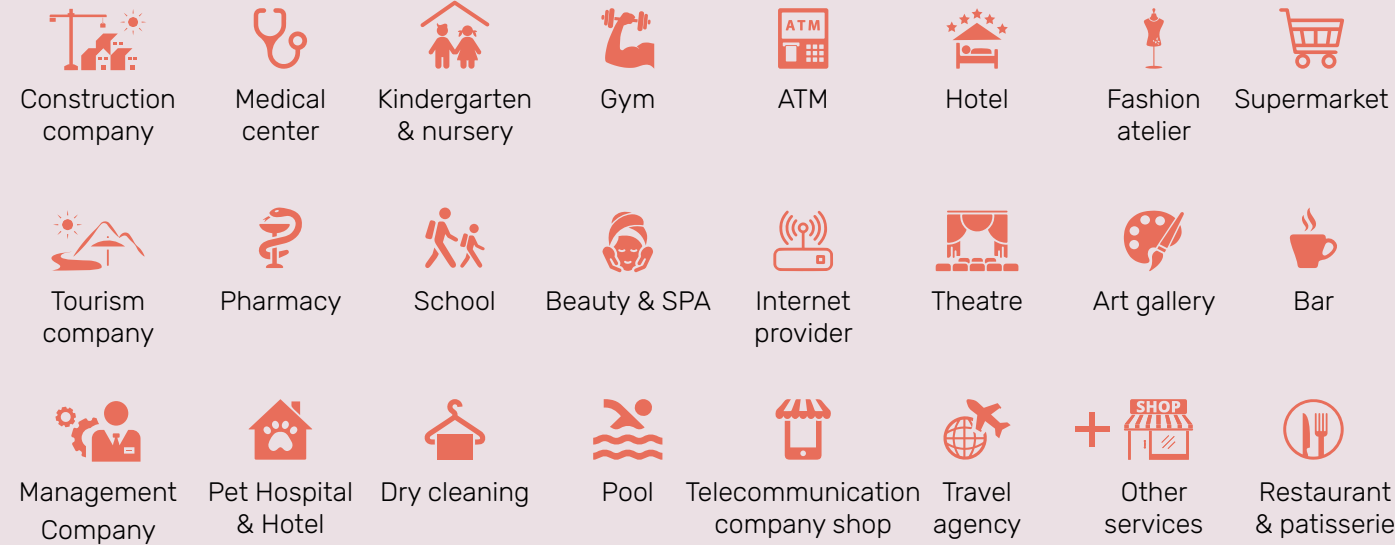 ATM
Construction
company
Medical
center
Kindergarten
& nursery
Gym
ATM
Hotel
Fashion
atelier
Supermarket
Tourism
company
Pharmacy
School
Beauty & SPA
Internet
provider
Theatre
Art gallery
Bar
SHOP
Management
Company
Pet Hospital
& Hotel
Dry cleaning
Pool
Telecommunication
company shop
Travel
agency
Other
services
Restaurant
& patisserie